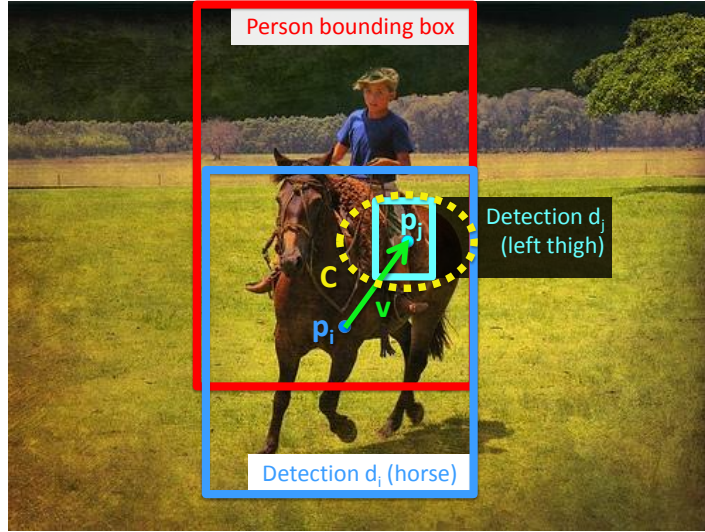 Person bounding box
p_j
Detection d_j
(left thigh)
C
v
p_i
Detection d_i (horse)